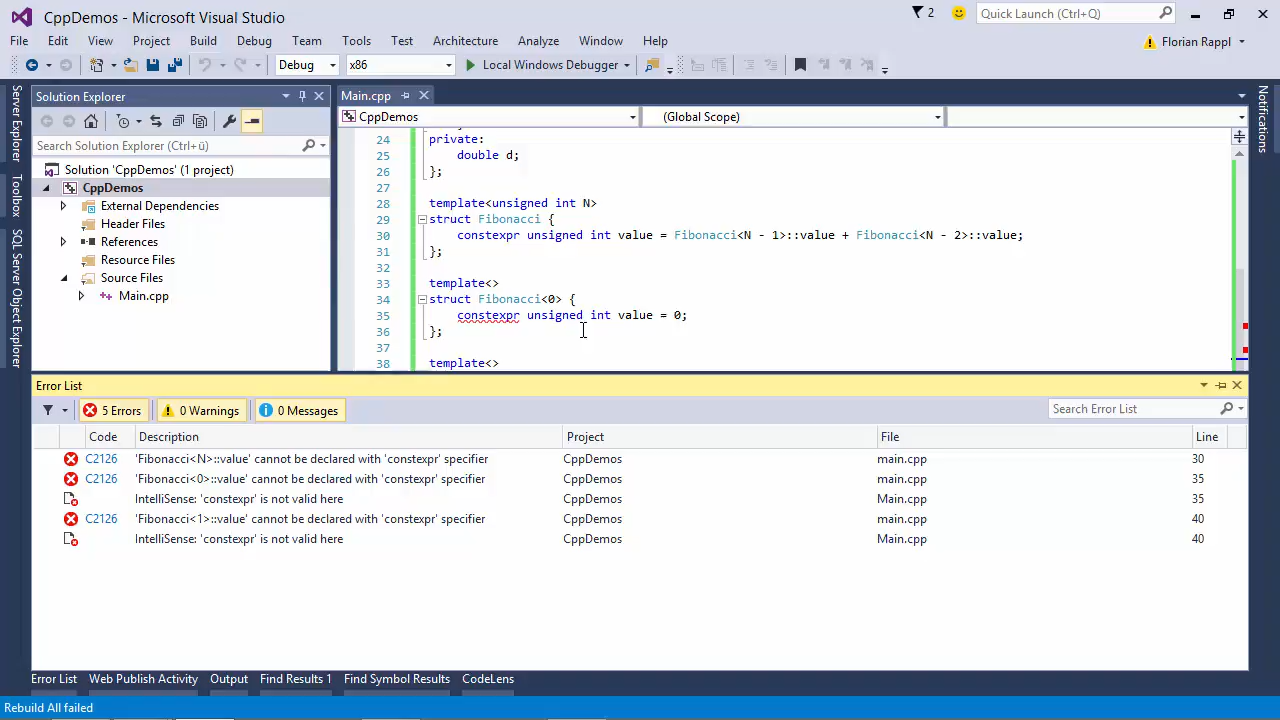 CppDemos - Microsoft Visual Studio
2
Quick Launch (Ctrl+Q)
File Edit View Project Build Debug Team Tools Test Architecture Analyze Window Help
Florian Rappl
Debug x86 Local Windows Debugger
Server Explorer
Toolbox
SQL Server Object Explorer
Solution Explorer
Search Solution Explorer (Ctrl+ü)
Solution 'CppDemos' (1 project)
CppDemos
External Dependencies
Header Files
References
Resource Files
Source Files
Main.cpp
Main.cpp
CppDemos (Global Scope)
24 private:
25 double d;
26 };
27
28 template<unsigned int N>
29 struct Fibonacci {
30 constexpr unsigned int value = Fibonacci<N - 1>::value + Fibonacci<N - 2>::value;
31 };
32
33 template<>
34 struct Fibonacci<0> {
35 constexpr unsigned int value = 0;
36 };
37
38 template<>
Notifications
Error List
5 Errors 0 Warnings 0 Messages
Search Error List
Code Description Project File Line
C2126 'Fibonacci<N>::value' cannot be declared with 'constexpr' specifier CppDemos main.cpp 30
C2126 'Fibonacci<0>::value' cannot be declared with 'constexpr' specifier CppDemos main.cpp 35
IntelliSense: 'constexpr' is not valid here CppDemos Main.cpp 35
C2126 'Fibonacci<1>::value' cannot be declared with 'constexpr' specifier CppDemos main.cpp 40
IntelliSense: 'constexpr' is not valid here CppDemos Main.cpp 40
Error List Web Publish Activity Output Find Results 1 Find Symbol Results CodeLens
Rebuild All failed